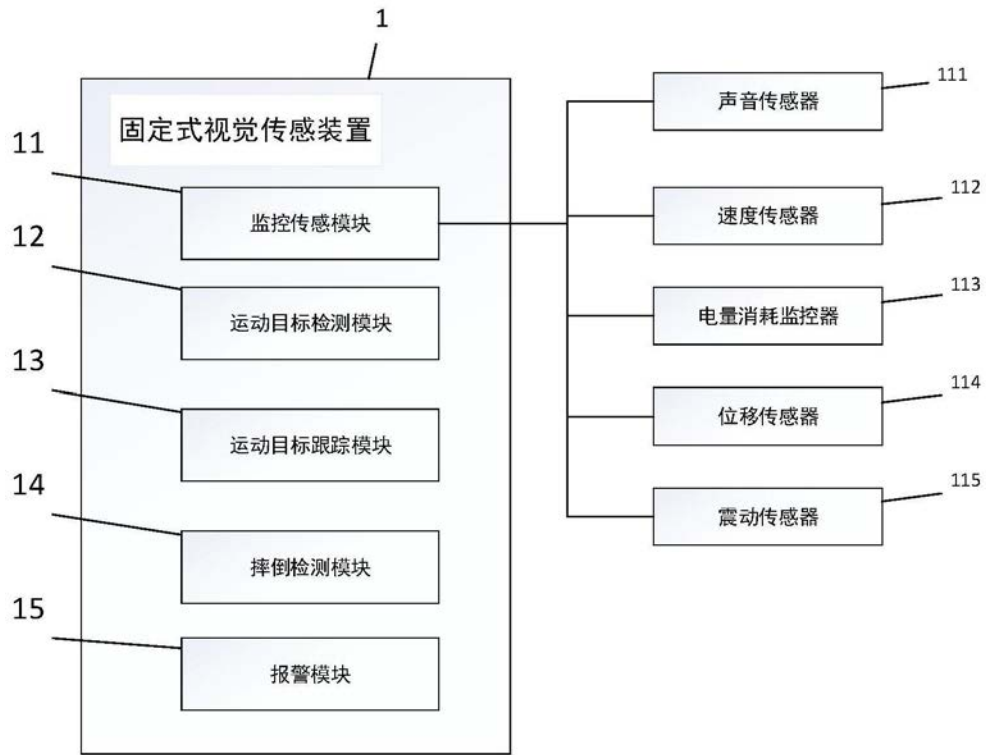 1
固定式视觉传感装置
11
监控传感模块
12
运动目标检测模块
13
运动目标跟踪模块
14
摔倒检测模块
15
报警模块
111
声音传感器
112
速度传感器
113
电量消耗监控器
114
位移传感器
115
震动传感器